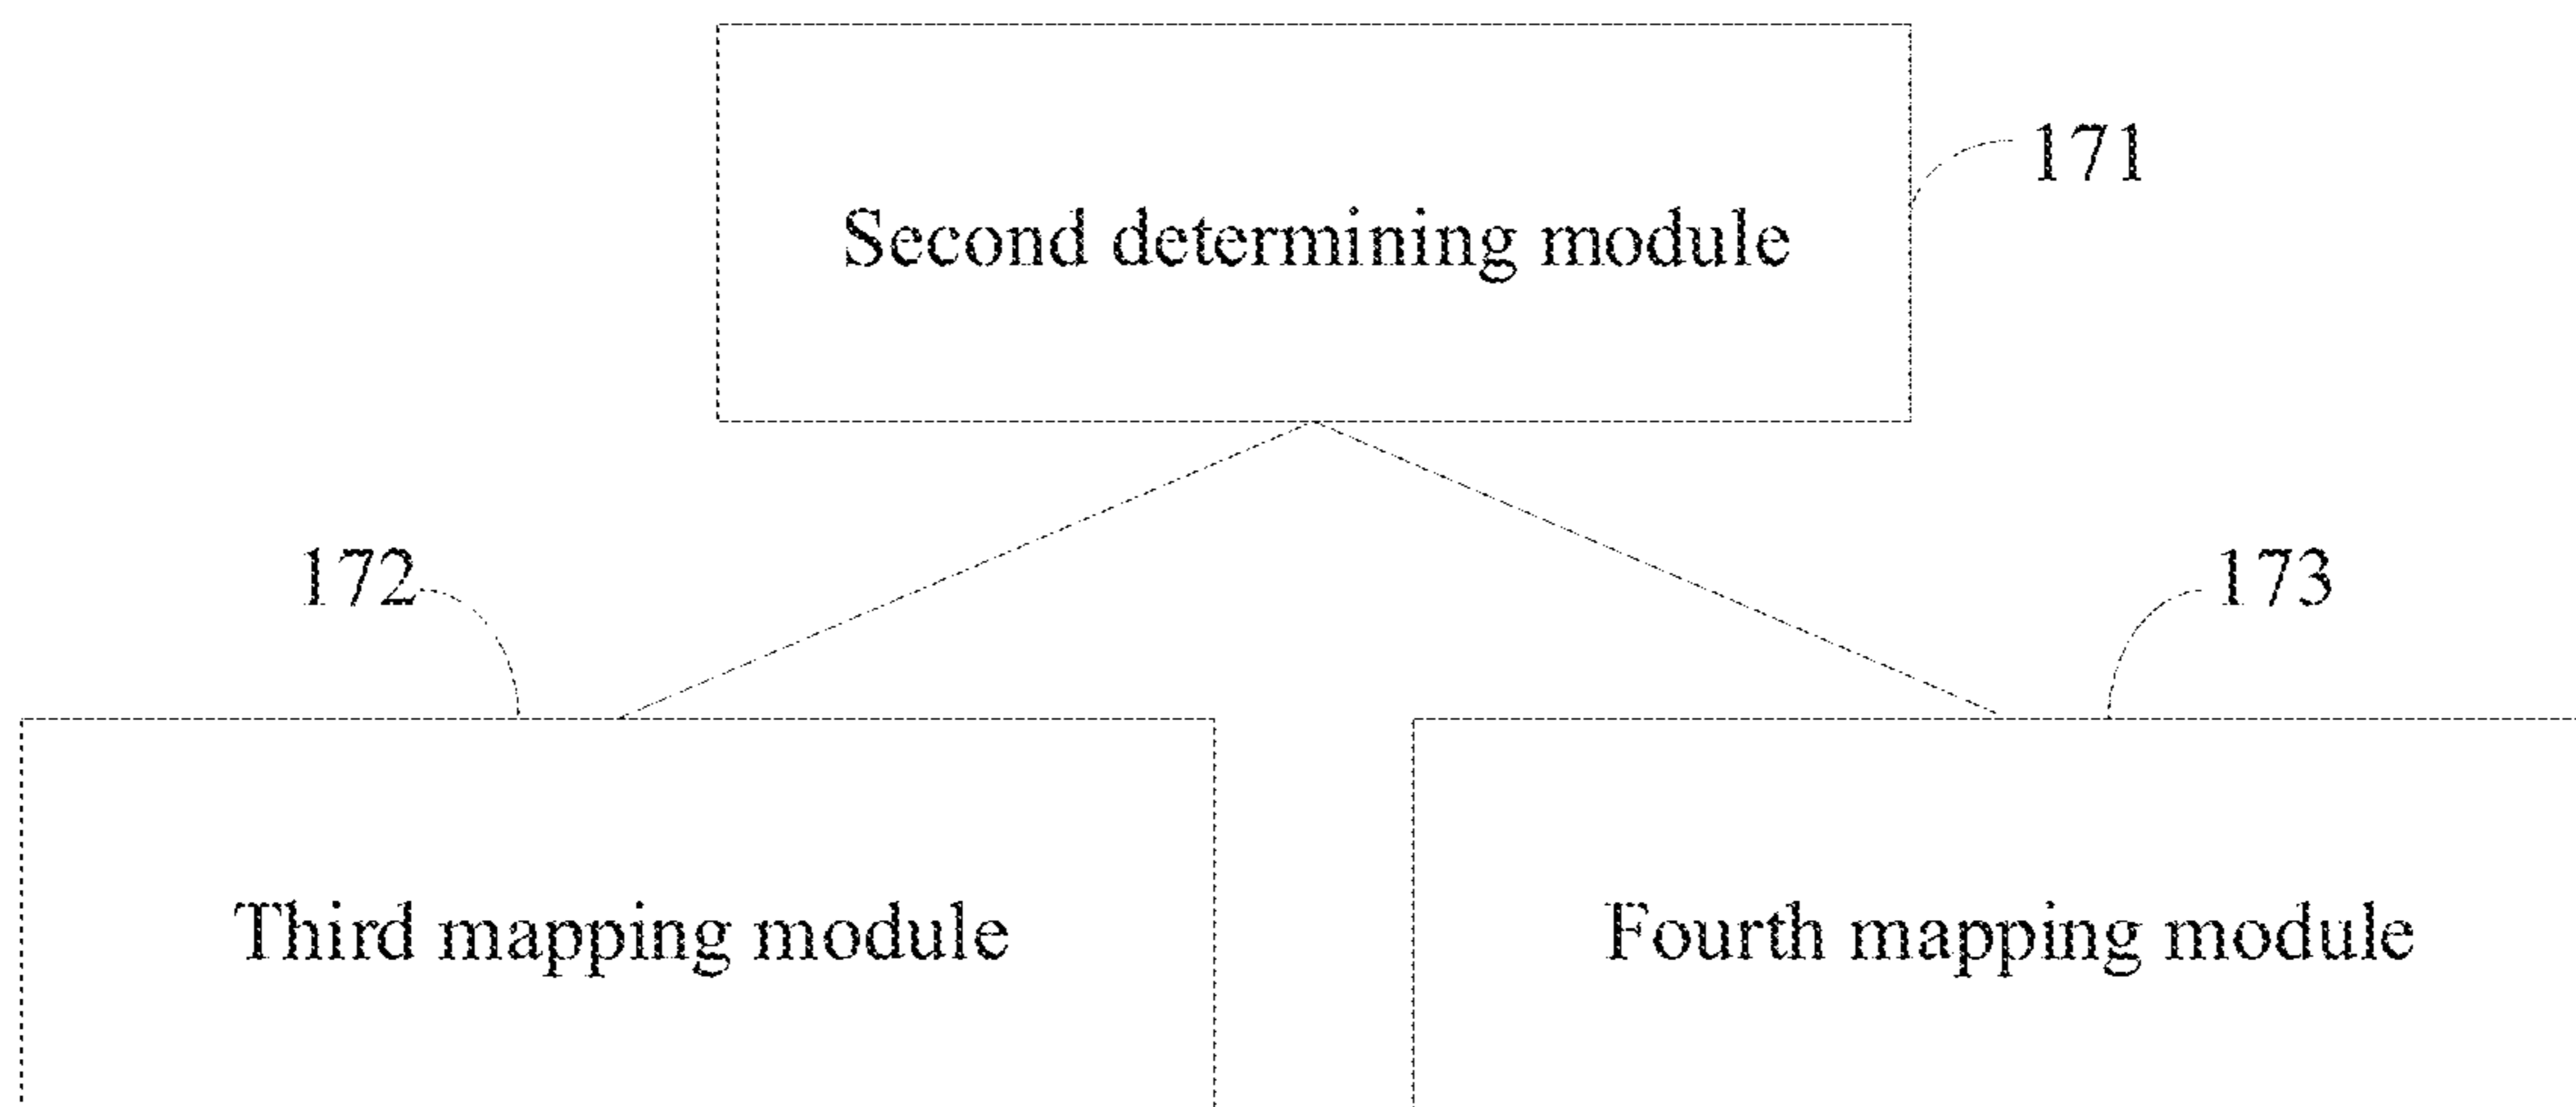 171
Second determining module
172
173
Third mapping module
Fourth mapping module